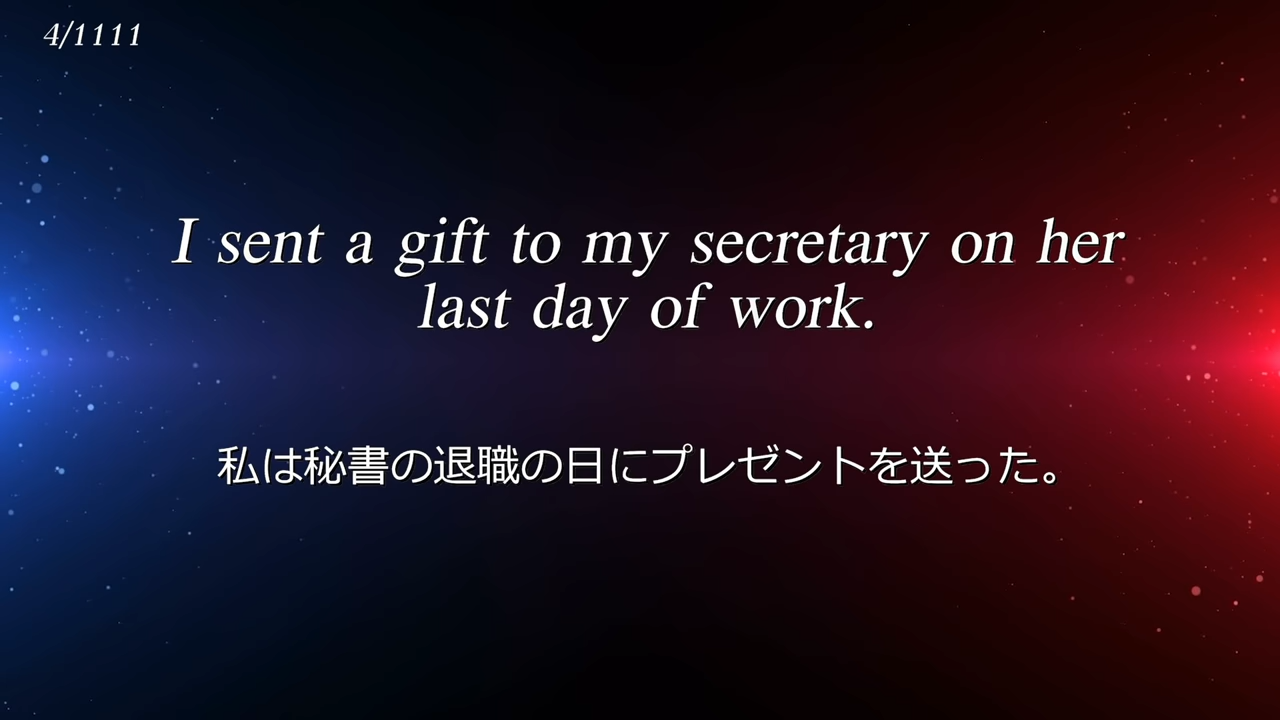 4/1111
I sent a gift to my secretary on her
last day of work.
私は秘書の退職の日にプレゼントを送った。